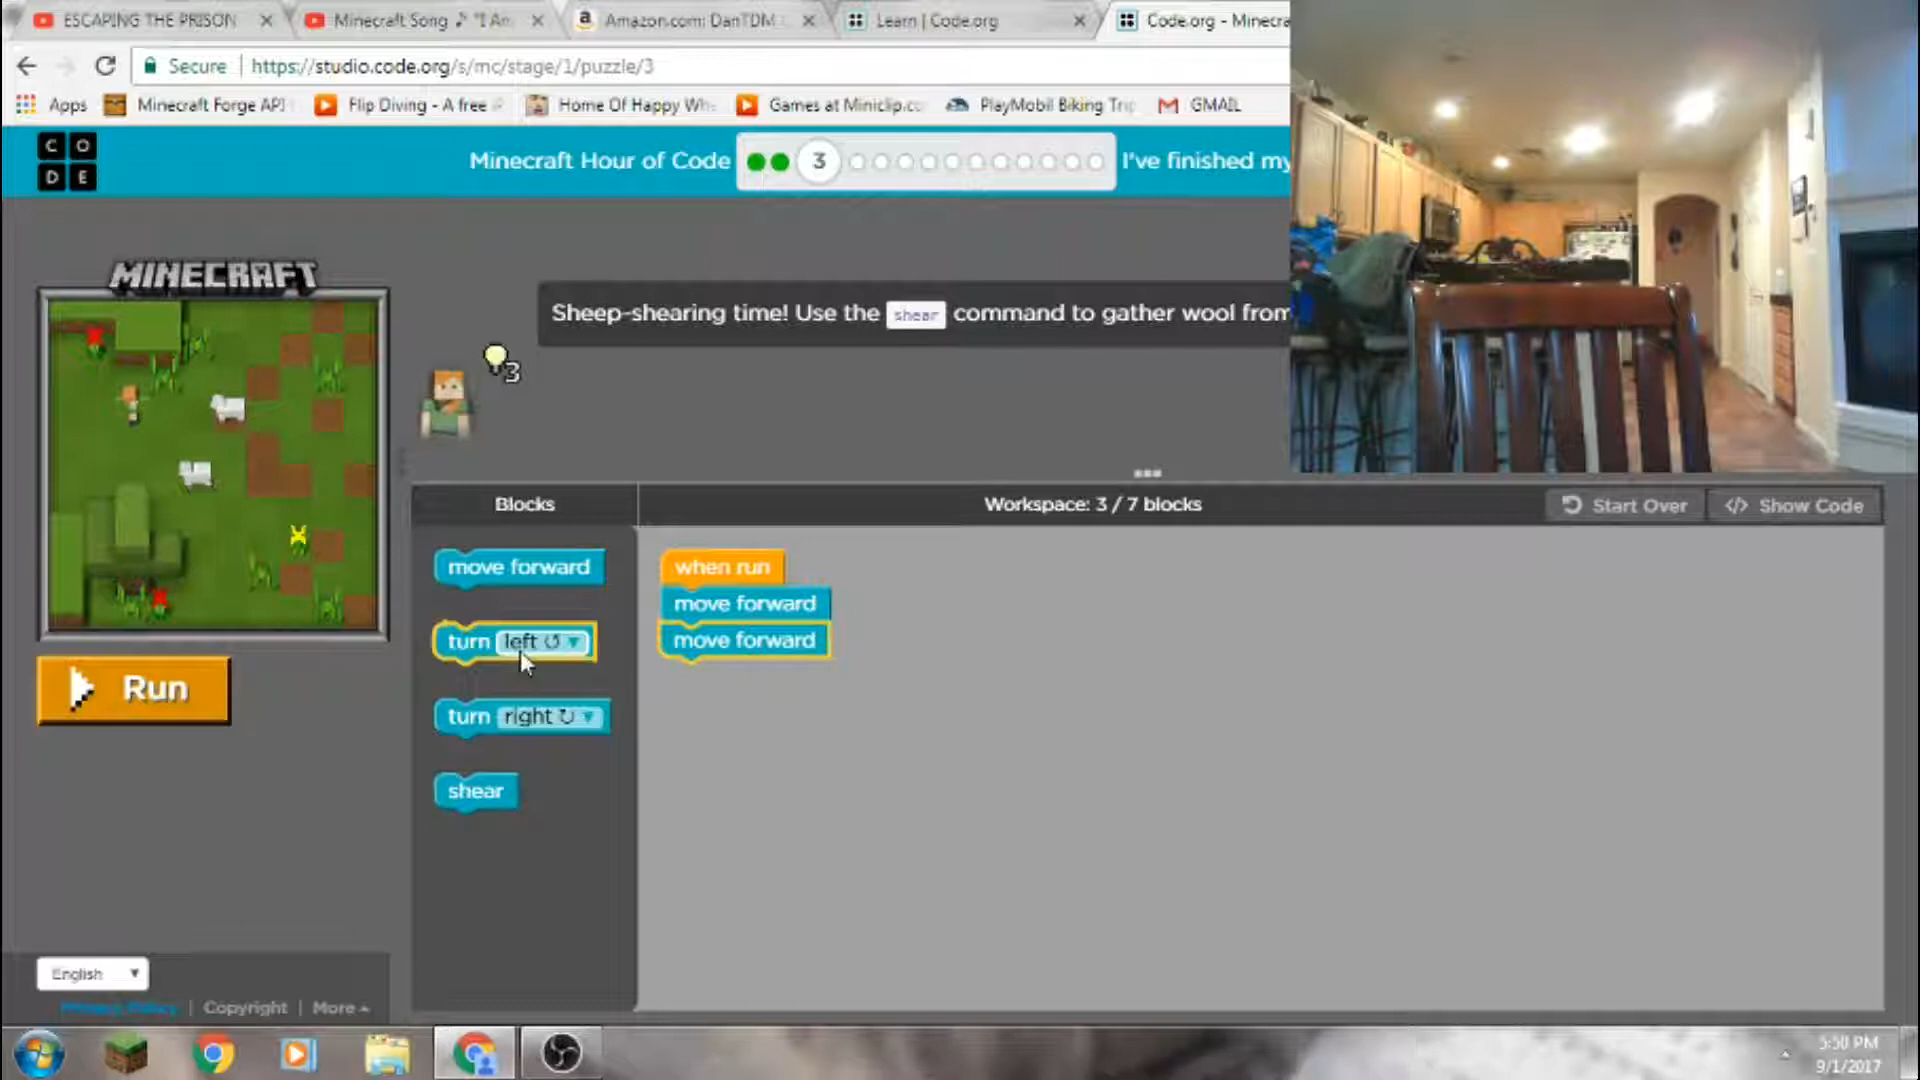 ESCAPING THE PRISON
Minecraft Song ♪ "I Am
Amazon.com: DanTDM
Learn | Code.org
Code.org - Minecra
Secure
https://studio.code.org/s/mc/stage/1/puzzle/3
Apps
Minecraft Forge API
Flip Diving - A free
Home Of Happy Wh
Games at Miniclip.co
PlayMobil Biking Trip
GMAIL
CODE
Minecraft Hour of Code
3
I've finished my
MINECRAFT
Sheep-shearing time! Use the shear command to gather wool from
3
Blocks
Workspace: 3 / 7 blocks
Start Over
</> Show Code
move forward
when run
move forward
turn left ↺ ▼
move forward
Run
turn right ↻ ▼
shear
English ▼
Privacy Policy | Copyright | More
5:50 PM
9/1/2017